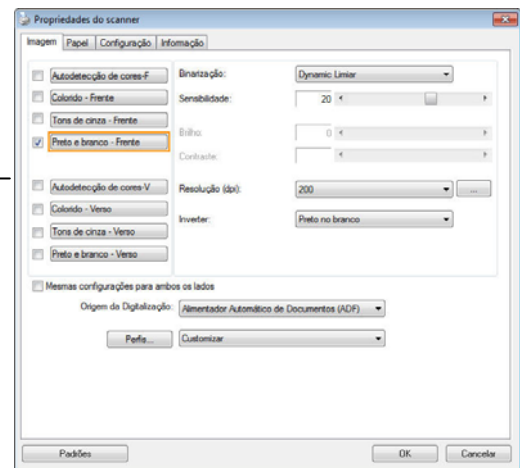 Propriedades do scanner
Imagem Papel Configuração Informação
Autodetecção de cores-F
Colorido - Frente
Tons de cinza - Frente
Preto e branco - Frente
Autodetecção de cores-V
Colorido - Verso
Tons de cinza - Verso
Preto e branco - Verso
Binarização: Dynamic Limiar
Sensibilidade: 20
Brilho: 0
Contraste:
Resolução (dpi): 200 ...
Inverter: Preto no branco
Mesmas configurações para ambos os lados
Origem da Digitalização: Alimentador Automático de Documentos (ADF)
Perfis... Customizar
Padrões OK Cancelar